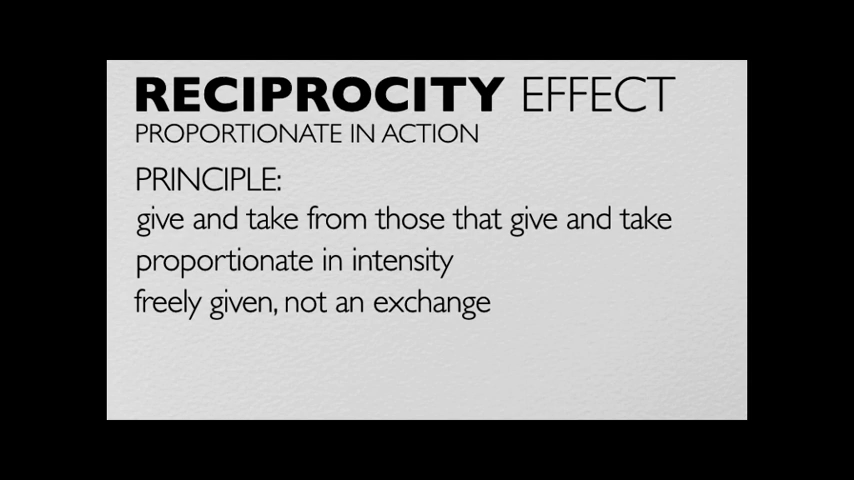 RECIPROCITY EFFECT
PROPORTIONATE IN ACTION
PRINCIPLE:
give and take from those that give and take
proportionate in intensity
freely given, not an exchange